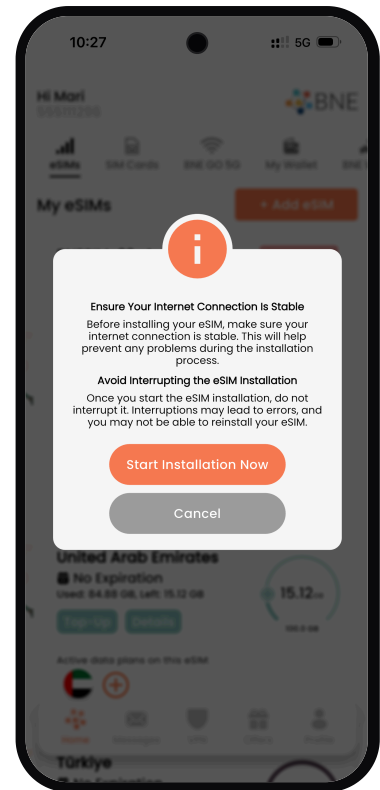 10:27
5G
Hi Mari
BNE
eSIMs
SIM Cards
BNE GO 5G
My Wallet
BNE
My eSIMs
+ Add eSIM
Ensure Your Internet Connection Is Stable
Before installing your eSIM, make sure your
internet connection is stable. This will help
prevent any problems during the installation
process.
Avoid Interrupting the eSIM Installation
Once you start the eSIM installation, do not
interrupt it. Interruptions may lead to errors, and
you may not be able to reinstall your eSIM.
Start Installation Now
Cancel
United Arab Emirates
No Expiration
Used: 84.88 GB, Left: 15.12 GB
15.12
Top-Up
Details
100.0 GB
Active data plans on this eSIM
Home
Messages
VPN
Offers
Profile
Türkiye
No Expiration